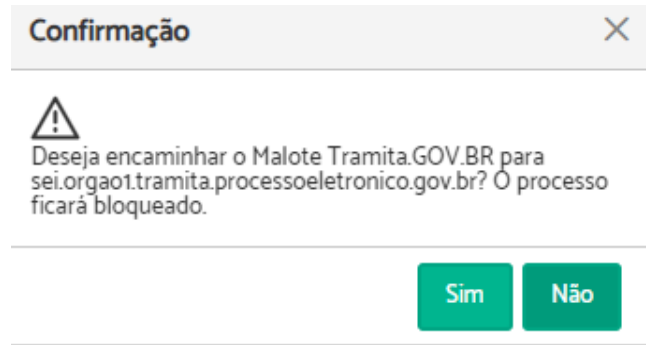 Confirmação
Deseja encaminhar o Malote Tramita.GOV.BR para
sei.orgao1.tramita.processoeletronico.gov.br? O processo
ficará bloqueado.
Sim
Não